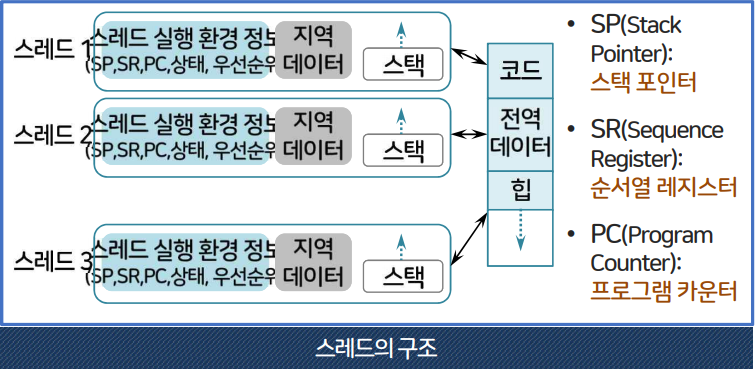 스레드 1
스레드 실행 환경 정보
(SP,SR,PC,상태, 우선순위
지역
데이터
스택
스레드 2
스레드 실행 환경 정보
(SP,SR,PC,상태, 우선순위
지역
데이터
스택
스레드 3
스레드 실행 환경 정보
(SP,SR,PC,상태, 우선순위
지역
데이터
스택
코드
전역
데이터
힙
• SP(Stack
Pointer):
스택 포인터
• SR(Sequence
Register):
순서열 레지스터
• PC(Program
Counter):
프로그램 카운터
스레드의 구조